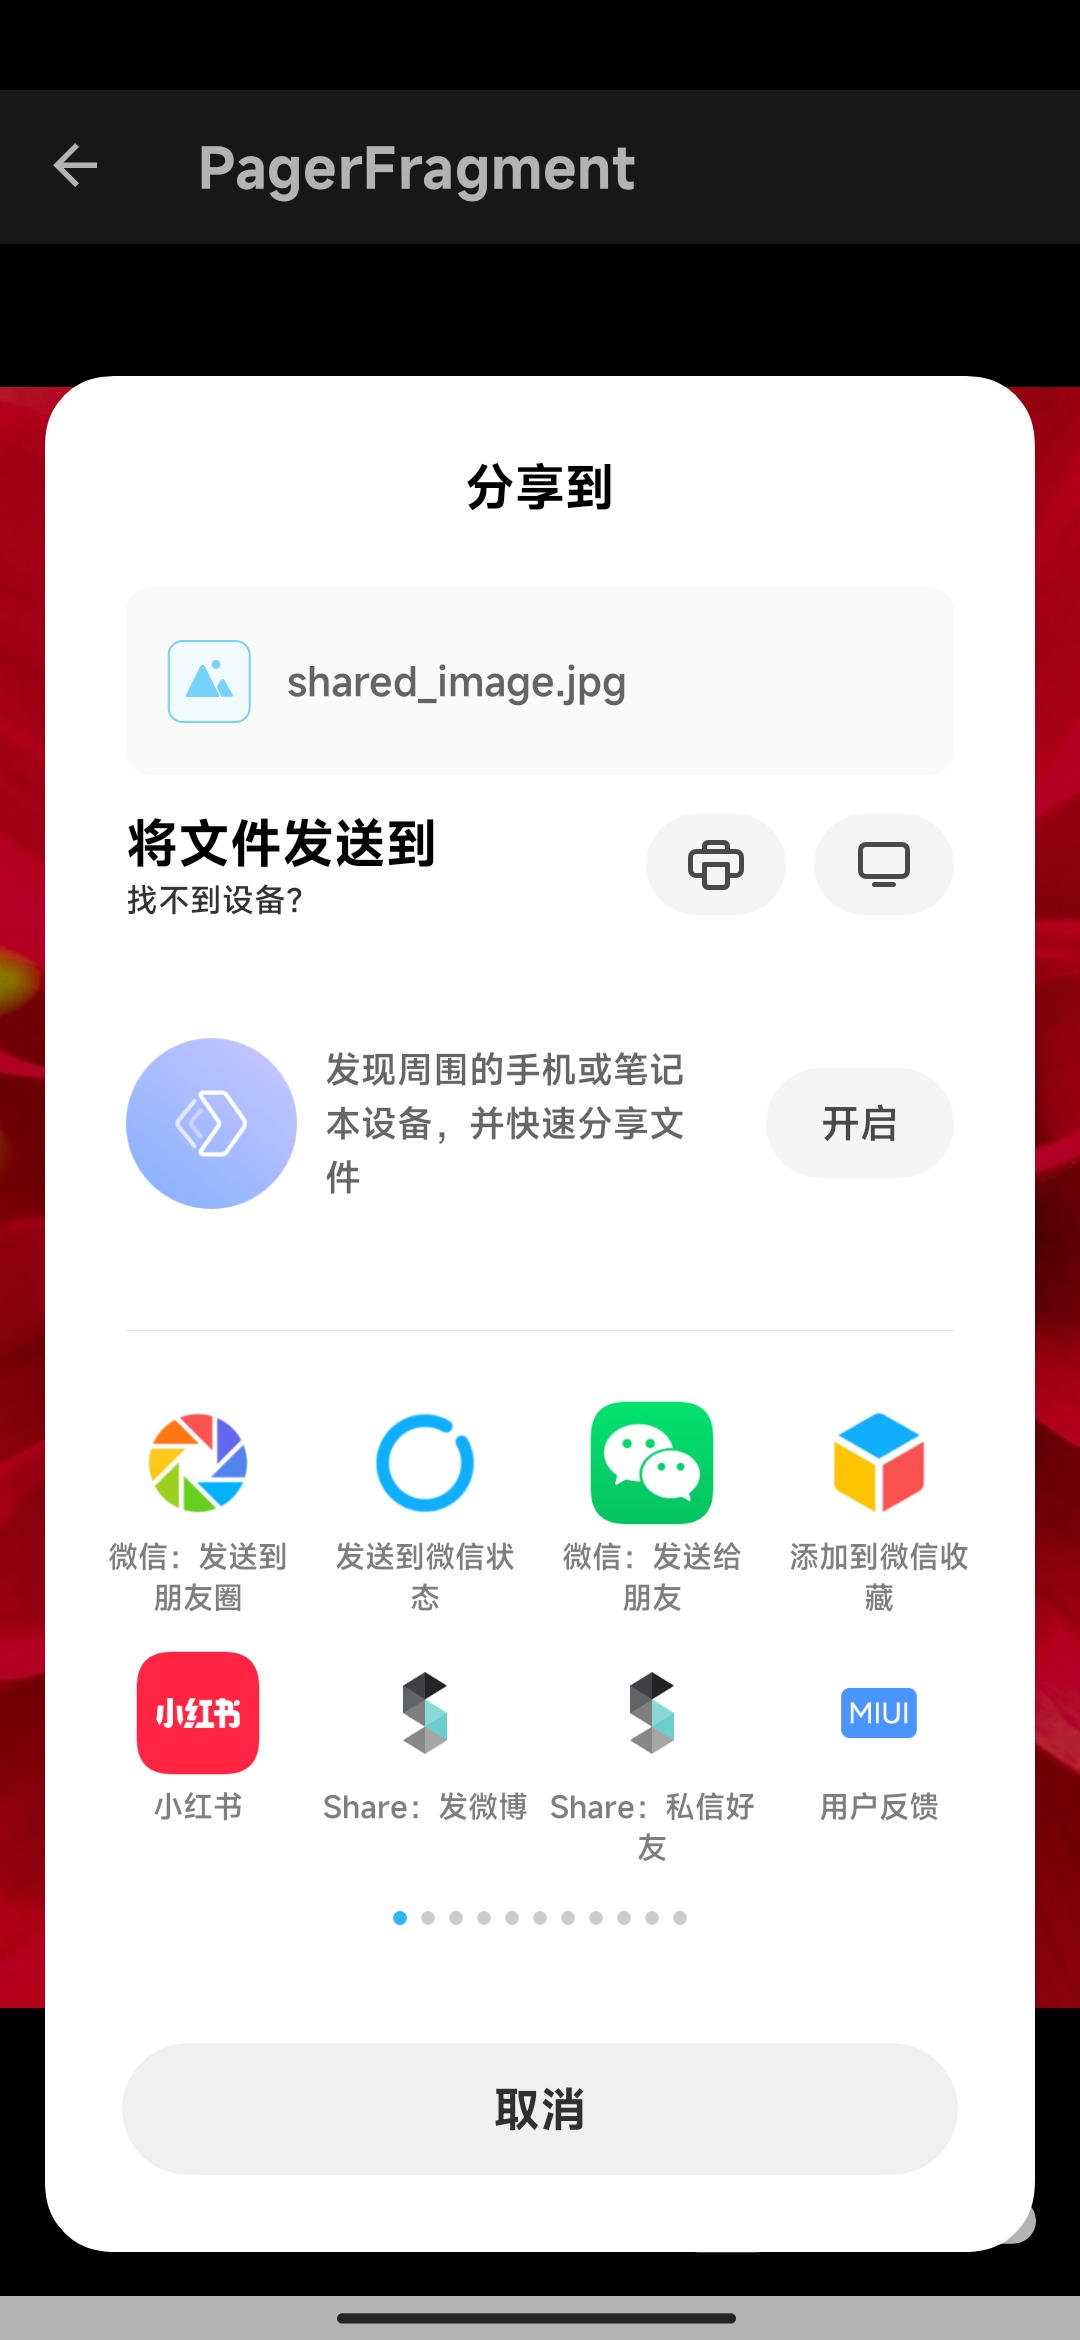 PagerFragment
分享到
shared_image.jpg
将文件发送到
找不到设备？
发现周围的手机或笔记
本设备，并快速分享文
件
开启
微信：发送到
朋友圈
发送到微信状
态
微信：发送给
朋友
添加到微信收
藏
小红书
小红书
Share：发微博
Share：私信好
友
MIUI
用户反馈
取消